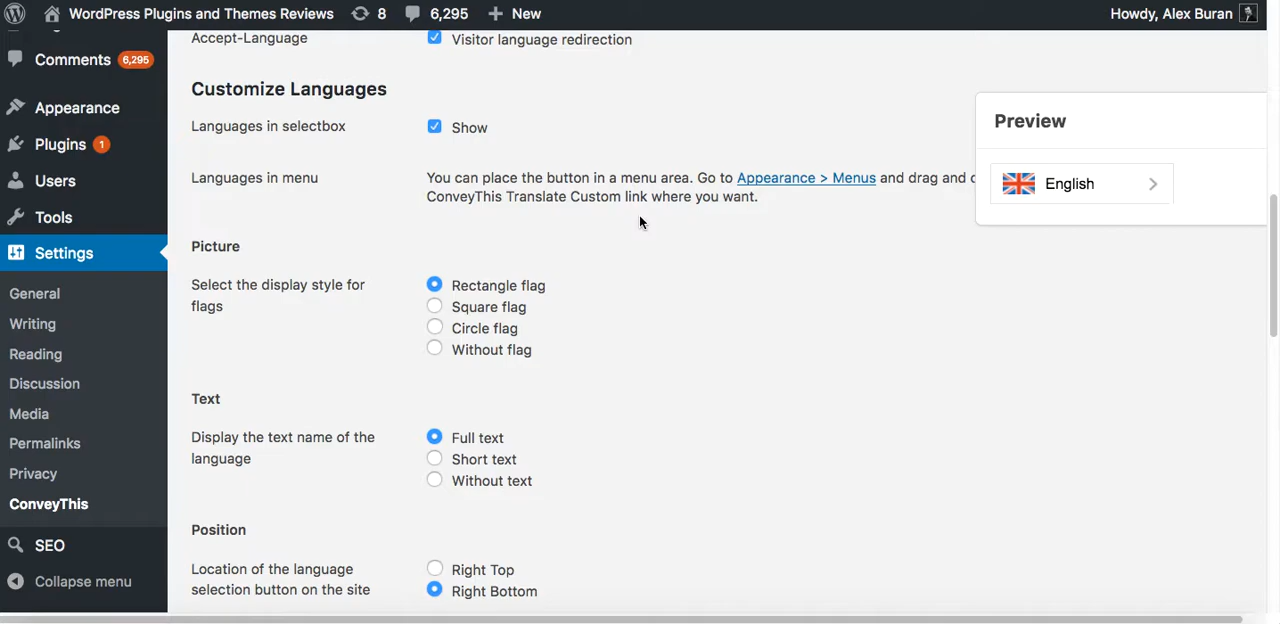 WordPress Plugins and Themes Reviews 8 6,295 New Howdy, Alex Buran
Comments 6,295
Appearance
Plugins 1
Users
Tools
Settings
General
Writing
Reading
Discussion
Media
Permalinks
Privacy
ConveyThis
SEO
Collapse menu
Accept-Language Visitor language redirection
Customize Languages
Languages in selectbox Show
Languages in menu You can place the button in a menu area. Go to Appearance > Menus and drag and
ConveyThis Translate Custom link where you want.
Picture
Select the display style for
flags
Rectangle flag
Square flag
Circle flag
Without flag
Text
Display the text name of the
language
Full text
Short text
Without text
Position
Location of the language
selection button on the site
Right Top
Right Bottom
Preview
English